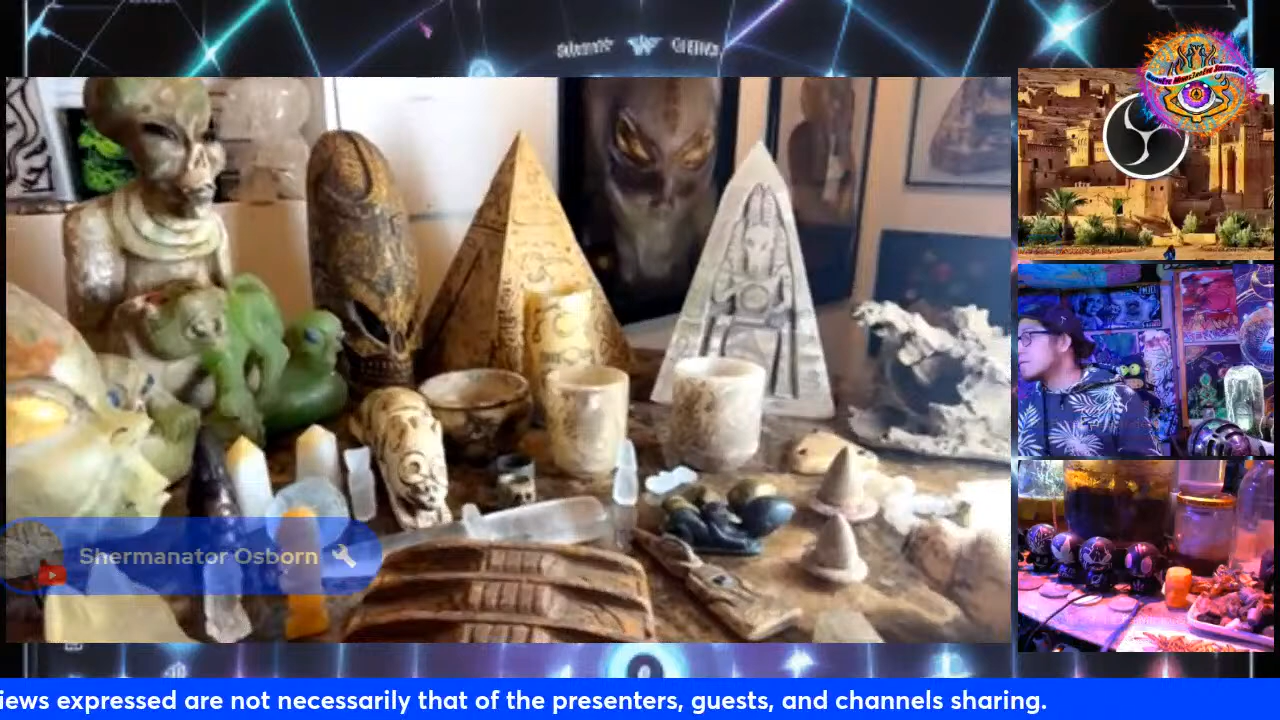 Shermanator Osborn
iews expressed are not necessarily that of the presenters, guests, and channels sharing.